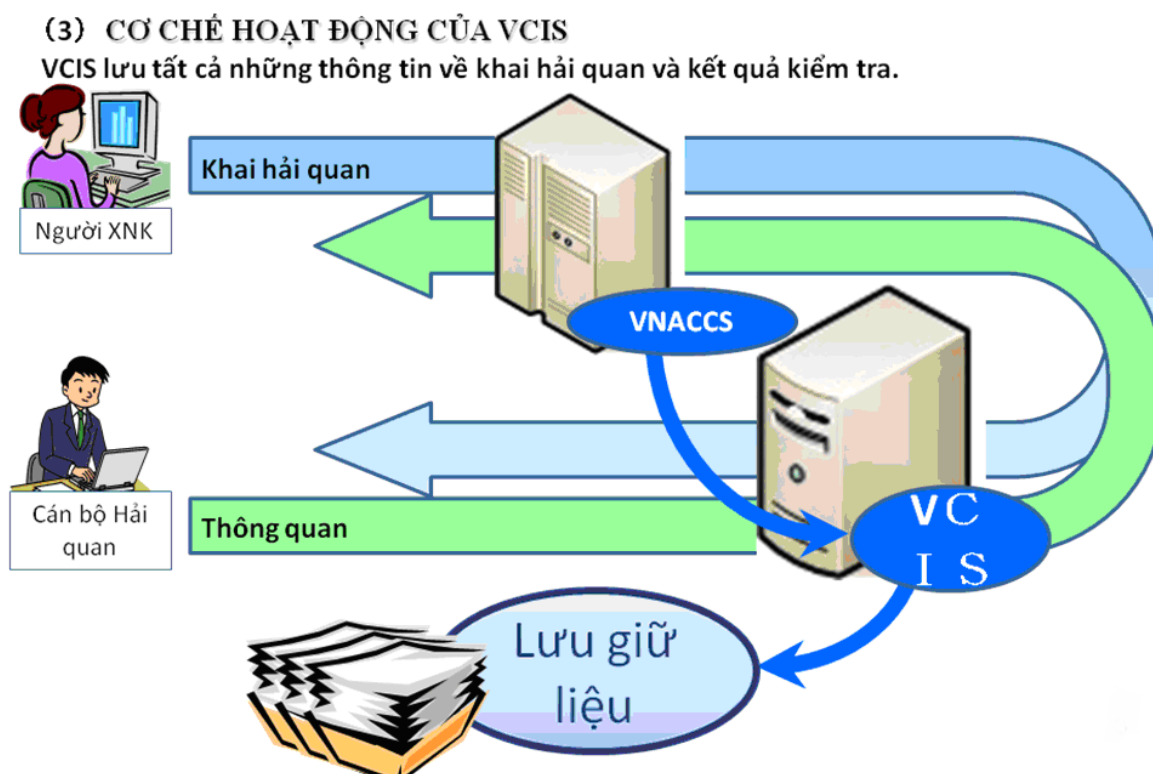 (3) CƠ CHẾ HOẠT ĐỘNG CỦA VCIS
VCIS lưu tất cả những thông tin về khai hải quan và kết quả kiểm tra.
Khai hải quan
Người XNK
VNACCS
Cán bộ Hải
quan
Thông quan
VC
I S
Lưu giữ
liệu